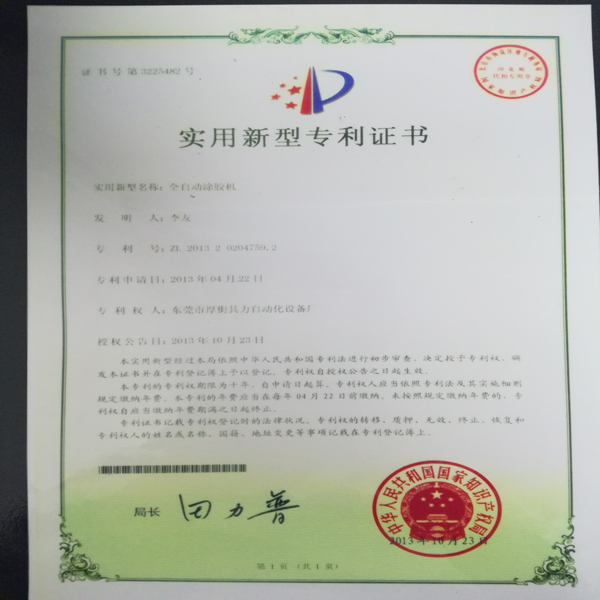 证书号第3225482号
实用新型专利证书
实用新型名称：全自动涂胶机
发明人：李友
专利号：ZL 2013 2 0204759.2
专利申请日：2013年04月22日
专利权人：东莞市厚街具力自动化设备厂
授权公告日：2013年10月23日
本实用新型经过本局依照中华人民共和国专利法进行初步审查，决定授予专利权，颁
发本证书并在专利登记簿上予以登记。专利权自授权公告之日起生效。
本专利的专利权期限为十年，自申请日起算。专利权人应当依照专利法及其实施细则
规定缴纳年费。本专利的年费应当在每年04月22日前缴纳。未按照规定缴纳年费的，专
利权自应当缴纳年费期满之日起终止。
专利证书记载专利权登记时的法律状况。专利权的转移、质押、无效、终止、恢复和
专利权人的姓名或名称、国籍、地址变更等事项记载在专利登记簿上。
局长
田力普
中华人民共和国国家知识产权局
2013年10月23日
第1页（共1页）